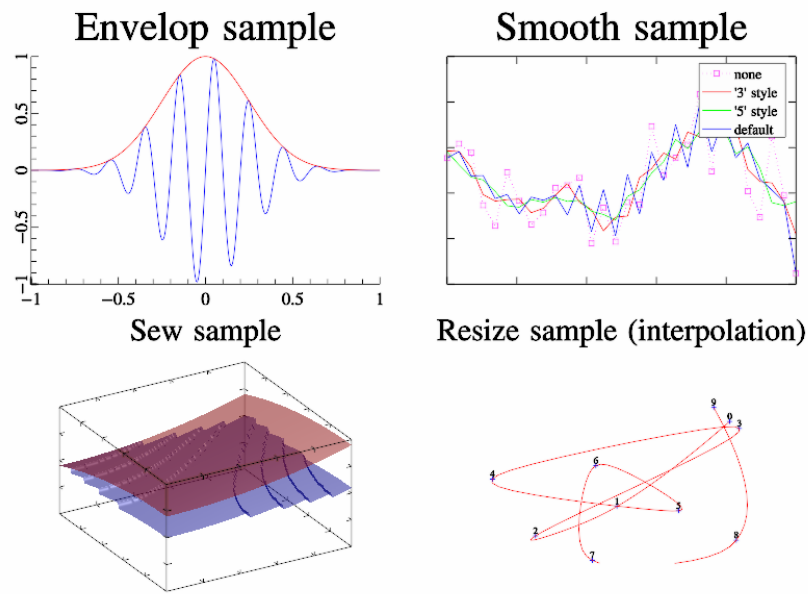 Envelop sample
Smooth sample
1
0.5
0
−0.5
−1
−1
−0.5
0
0.5
1
none
'3' style
'5' style
default
Sew sample
Resize sample (interpolation)
9
0
3
6
4
1
5
2
8
7